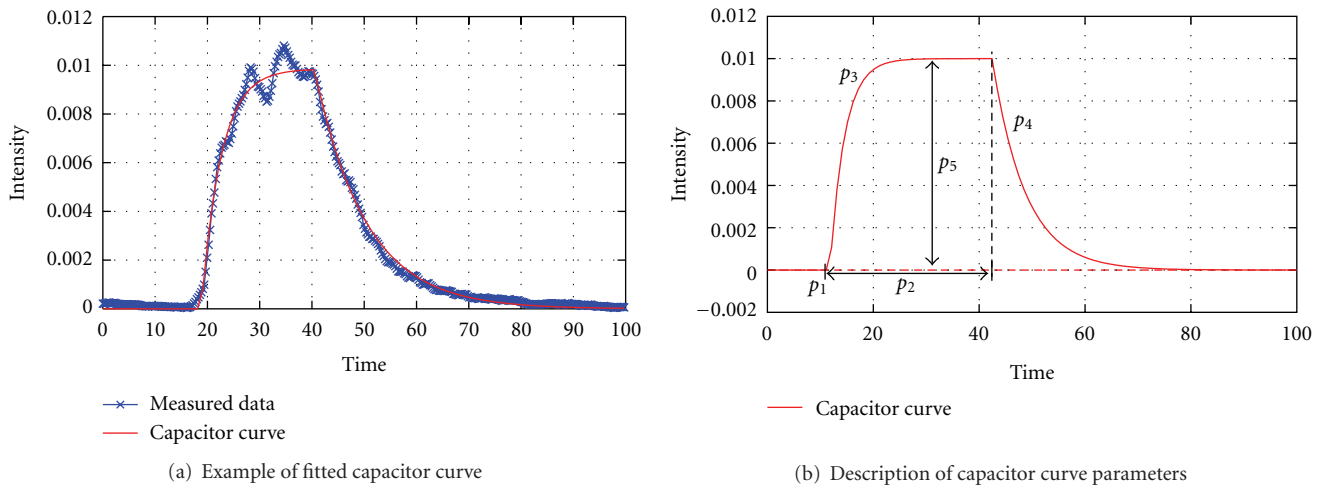 0.012
0.01
0.008
0.006
0.004
0.002
0
Intensity
0 10 20 30 40 50 60 70 80 90 100
Time
Measured data
Capacitor curve
(a) Example of fitted capacitor curve
0.012
0.01
0.008
0.006
0.004
0.002
0
−0.002
Intensity
p3
p4
p5
p1
p2
0 20 40 60 80 100
Time
Capacitor curve
(b) Description of capacitor curve parameters